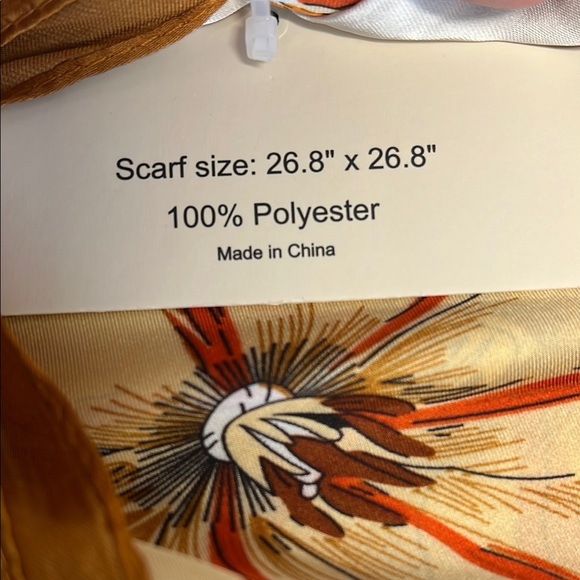 Scarf size: 26.8" x 26.8"
100% Polyester
Made in China